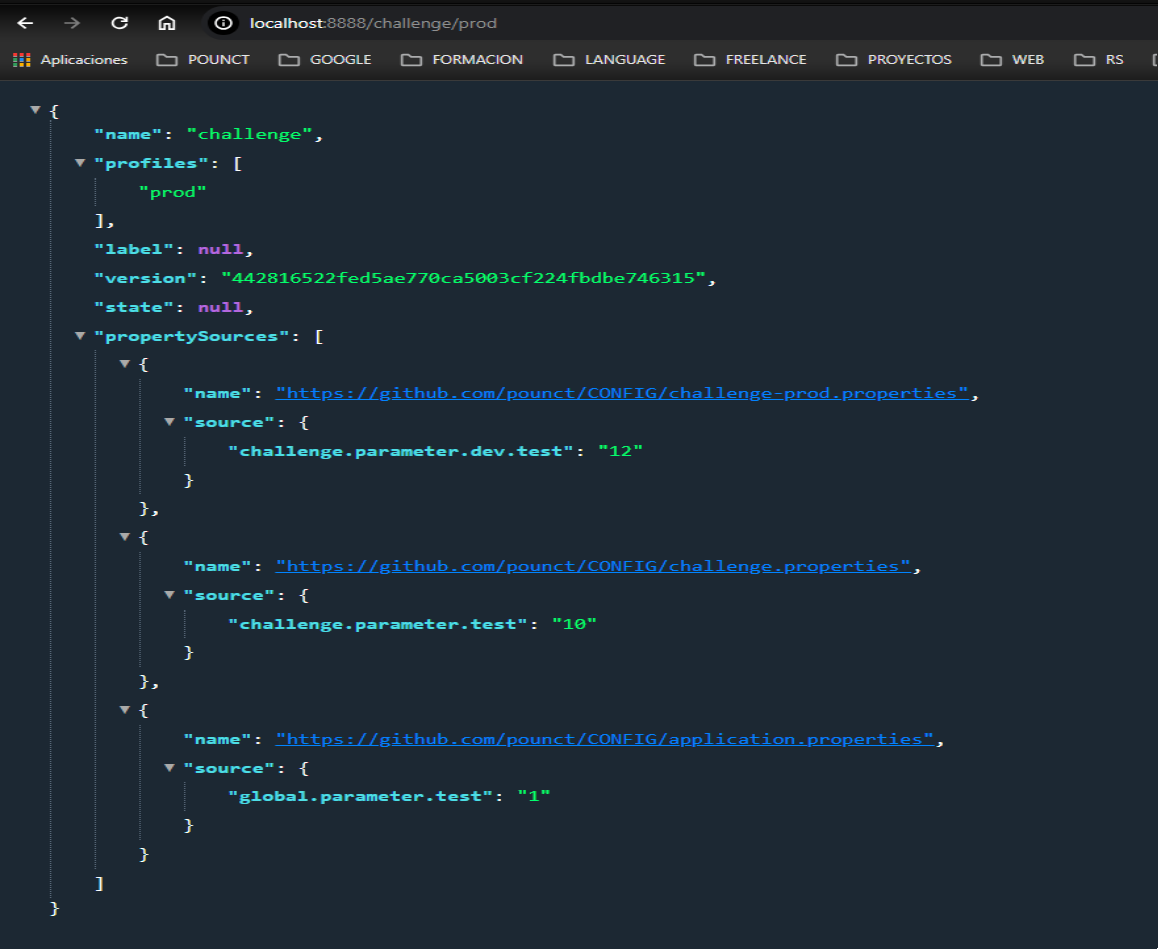 localhost:8888/challenge/prod
Aplicaciones POUNCT GOOGLE FORMACION LANGUAGE FREELANCE PROYECTOS WEB RS
{
"name": "challenge",
"profiles": [
"prod"
],
"label": null,
"version": "442816522fed5ae770ca5003cf224fbdbe746315",
"state": null,
"propertySources": [
{
"name": "https://github.com/pounct/CONFIG/challenge-prod.properties",
"source": {
"challenge.parameter.dev.test": "12"
}
},
{
"name": "https://github.com/pounct/CONFIG/challenge.properties",
"source": {
"challenge.parameter.test": "10"
}
},
{
"name": "https://github.com/pounct/CONFIG/application.properties",
"source": {
"global.parameter.test": "1"
}
}
]
}